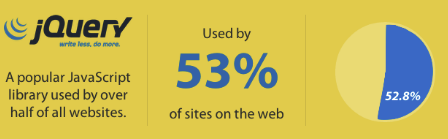 jQuery
write less, do more.
A popular JavaScript
library used by over
half of all websites.
Used by
53%
of sites on the web
52.8%